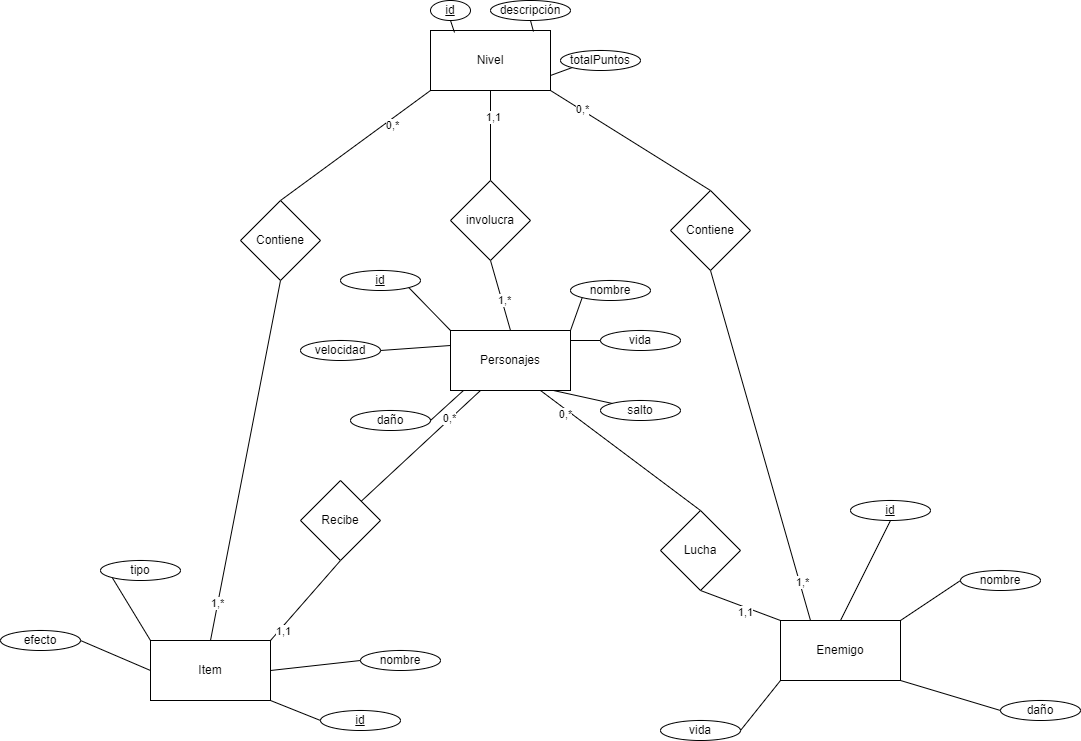 id
descripción
Nivel
totalPuntos
0,*
1,1
0,*
Contiene
involucra
Contiene
id
nombre
1,*
velocidad
Personajes
vida
daño
0,*
0,*
salto
Recibe
Lucha
id
tipo
1,*
1,*
nombre
1,1
1,1
efecto
Item
nombre
Enemigo
id
vida
daño